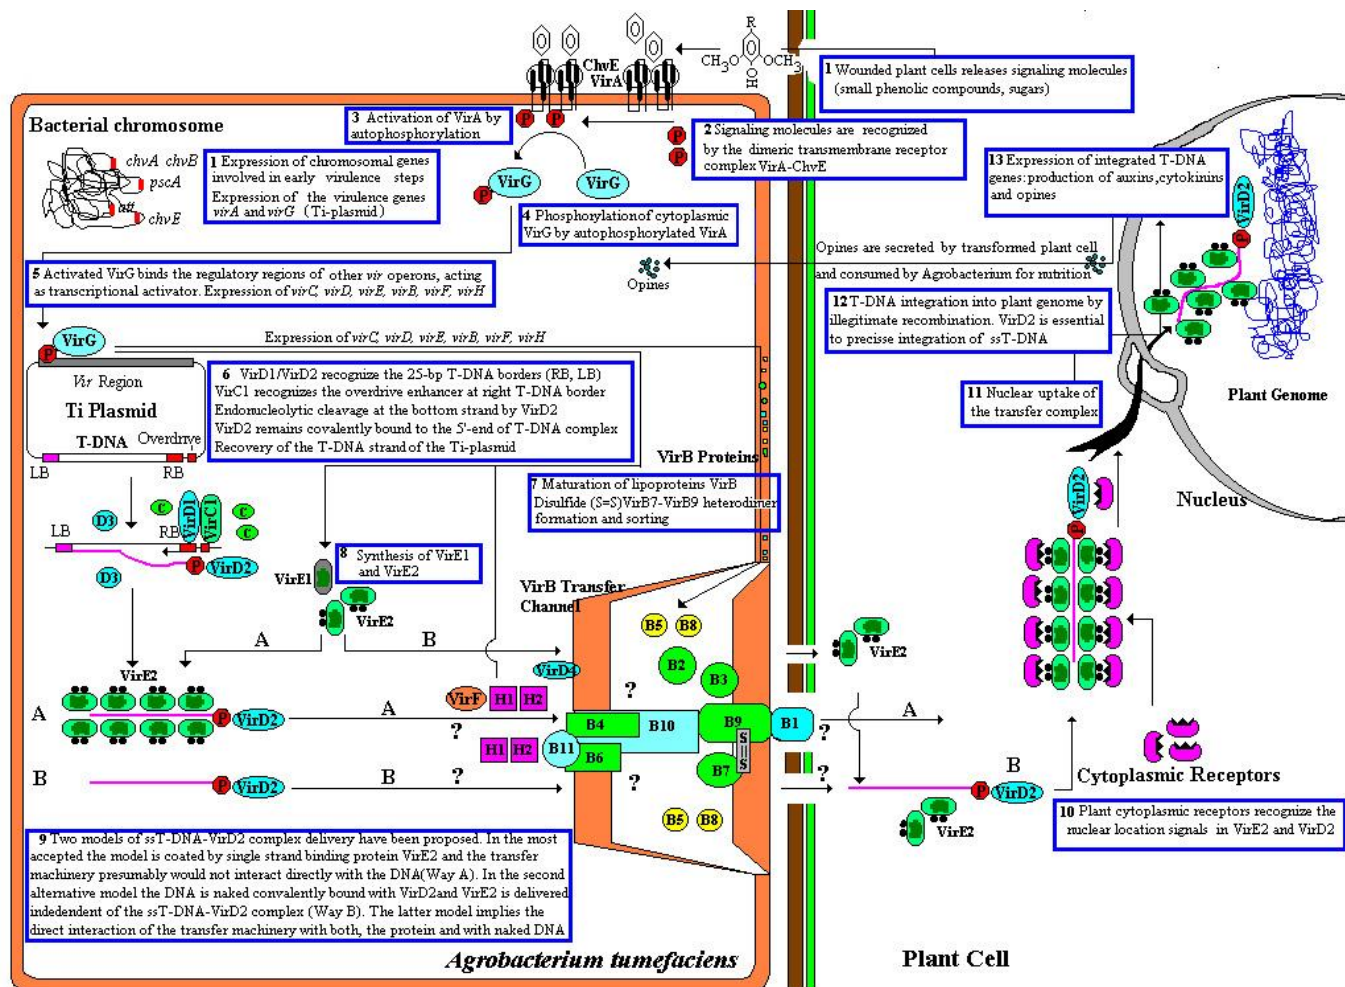 R
CH₃O
OCH₃
HO
ChvE
VirA
1 Wounded plant cells releases signaling molecules
(small phenolic compounds, sugars)
Bacterial chromosome
3 Activation of VirA by
autophosphorylation
P
P
P
P
2 Signaling molecules are recognized
by the dimeric transmembrane receptor
complex VirA-ChvE
chvA chvB
pscA
att
chvE
1 Expression of chromosomal genes
involved in early virulence steps
Expression of the virulence genes
virA and virG (Ti-plasmid)
VirG
P
VirG
4 Phosphorylation of cytoplasmic
VirG by autophosphorylated VirA
13 Expression of integrated T-DNA
genes: production of auxins, cytokinins
and opines
VirD2
P
Opines are secreted by transformed plant cell
and consumed by Agrobacterium for nutrition
Opines
5 Activated VirG binds the regulatory regions of other vir operons, acting
as transcriptional activator. Expression of virC, virD, virE, virB, virF, virH
12 T-DNA integration into plant genome by
illegitimate recombination. VirD2 is essential
to precisse integration of ssT-DNA
VirG
P
Expression of virC, virD, virE, virB, virF, virH
Vir Region
Ti Plasmid
T-DNA
Overdrive
LB
RB
6 VirD1/VirD2 recognize the 25-bp T-DNA borders (RB, LB)
VirC1 recognizes the overdrive enhancer at right T-DNA border
Endonucleolytic cleavage at the bottom strand by VirD2
VirD2 remains covalently bound to the 5'-end of T-DNA complex
Recovery of the T-DNA strand of the Ti-plasmid
Plant Genome
11 Nuclear uptake of
the transfer complex
VirB Proteins
7 Maturation of lipoproteins VirB
Disulfide (S=S)VirB7-VirB9 heterodimer
formation and sorting
Nucleus
VirD2
P
LB
D3
RB
VirD1
VirC1
C
C
C
P
VirD2
D3
8 Synthesis of VirE1
and VirE2
VirE1
VirE2
VirB Transfer
Channel
B5
B8
B2
B3
VirE2
A
B
VirD4
VirE2
A
P
VirD2
A
VirF
H1
H2
?
?
B4
B10
B9
B1
?
A
H1
H2
B11
B6
S
=
S
B7
B
P
VirD2
B
?
?
?
B5
B8
P
VirD2
B
VirE2
Cytoplasmic Receptors
10 Plant cytoplasmic receptors recognize the
nuclear location signals in VirE2 and VirD2
9 Two models of ssT-DNA-VirD2 complex delivery have been proposed. In the most
accepted the model is coated by single strand binding protein VirE2 and the transfer
machinery presumably would not interact directly with the DNA(Way A). In the second
alternative model the DNA is naked convalently bound with VirD2and VirE2 is delivered
indedendent of the ssT-DNA-VirD2 complex (Way B). The latter model implies the
direct interaction of the transfer machinery with both, the protein and with naked DNA
Agrobacterium tumefaciens
Plant Cell